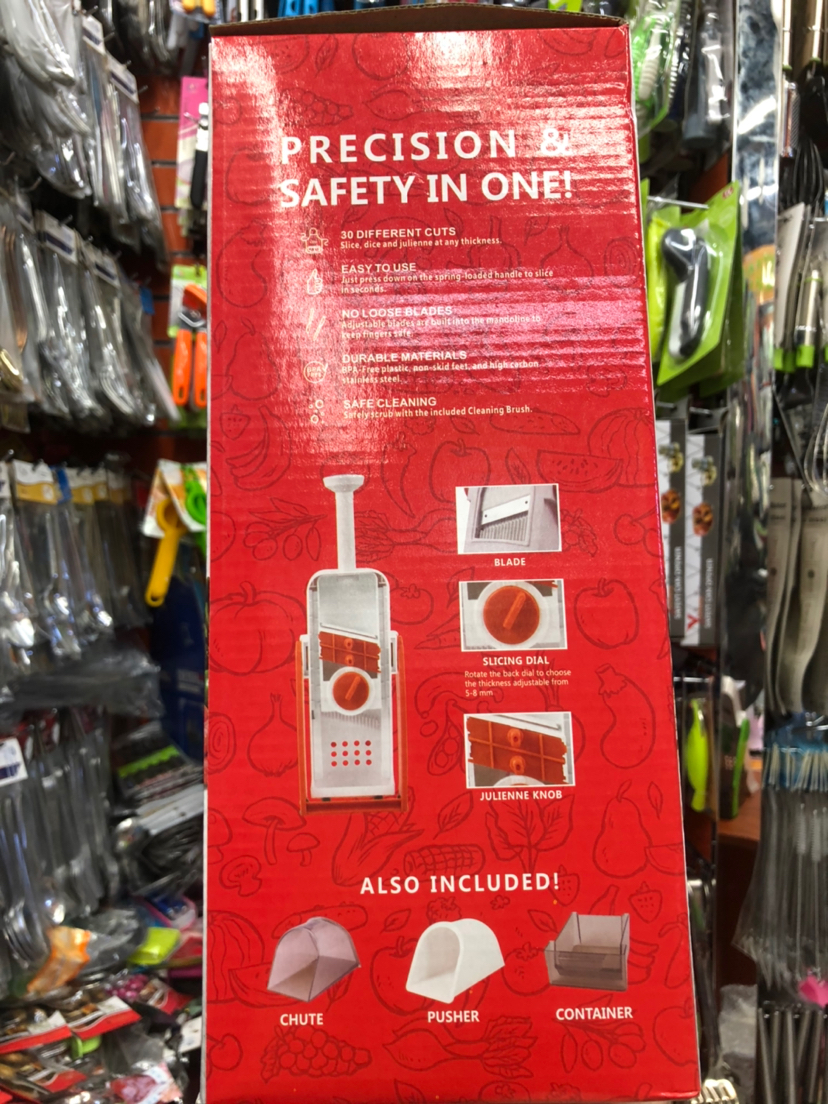 PRECISION &
SAFETY IN ONE!
30 DIFFERENT CUTS
Slice, dice and julienne at any thickness.
EASY TO USE
Just press down on the spring-loaded handle to slice
in seconds.
NO LOOSE BLADES
Adjustable blades are built into the mandoline to
keep fingers safe.
DURABLE MATERIALS
BPA-Free plastic, non-skid feet, and high carbon
stainless steel.
SAFE CLEANING
Safely scrub with the included Cleaning Brush.
BLADE
SLICING DIAL
Rotate the back dial to choose
the thickness adjustable from
5-8 mm
JULIENNE KNOB
ALSO INCLUDED!
CHUTE
PUSHER
CONTAINER